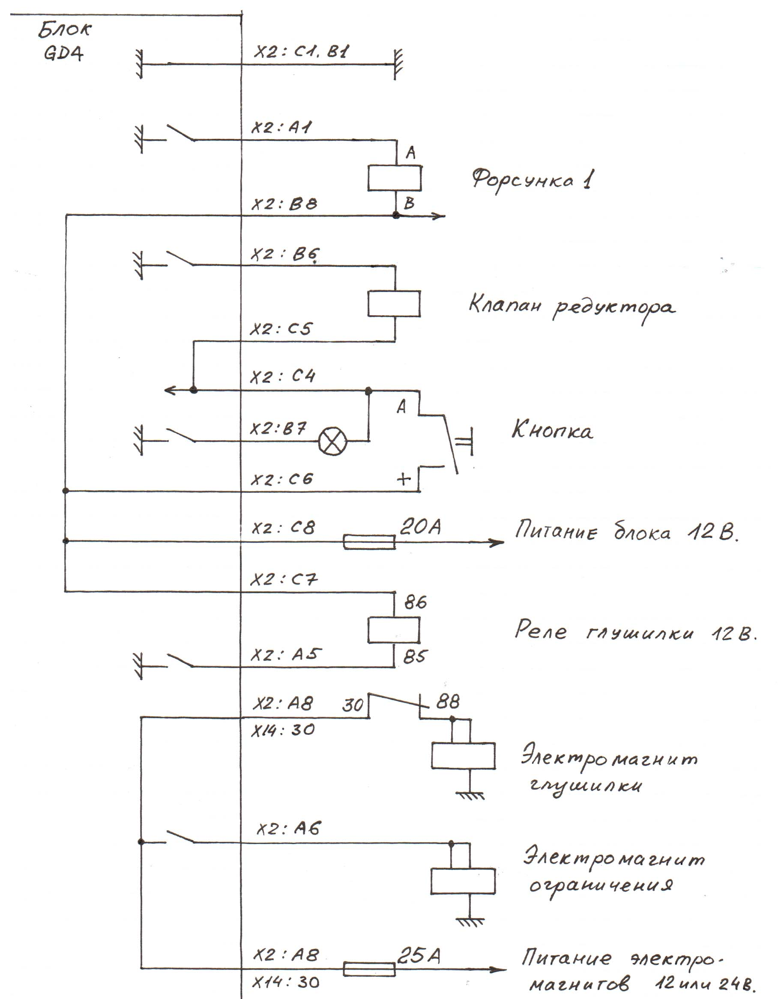 Блок
GD4
X2: C1. B1
X2: A1
A
Форсунка 1
X2: B8
B
X2: B6
Клапан редуктора
X2: C5
X2: C4
A
X2:B7
Кнопка
X2: C6
+
X2: C8
20A
Питание блока 12 В.
X2: C7
86
Реле глушилки 12 В.
X2: A5
85
X2: A8
30
88
X14: 30
Электромагнит
глушилки
X2: A6
Электромагнит
ограничения
X2: A8
25A
Питание электро-
X14: 30
магнитов 12 или 24 В.